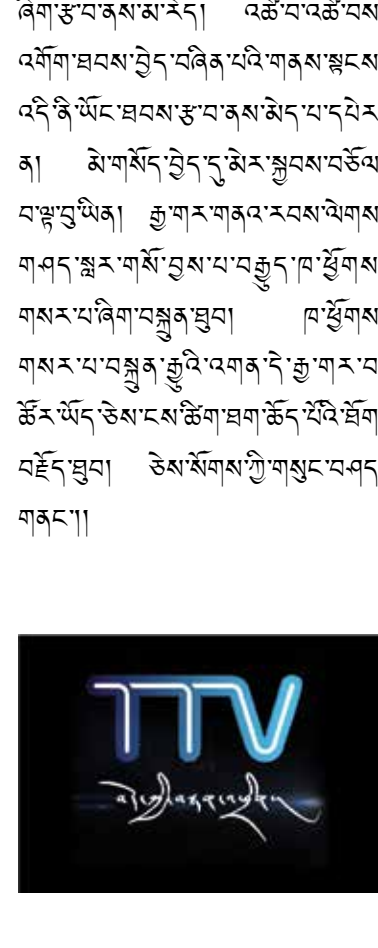 ཞིག་རྩ་བ་ནས་མ་རེད། འཚོ་བ་འཚོ་བས
འགོག་ཐབས་བྱེད་བཞིན་པའི་གནས་སྟངས
འདི་ནི་ཡོང་ཐབས་རྩ་བ་ནས་མེད་པ་དཔེར
ན། མེ་གསོད་བྱེད་དུ་མེར་སྐྱབས་བཅོལ
བ་ལྟ་བུ་ཡིན། རྒྱ་གར་གནའ་རབས་ལེགས
གཤད་སླར་གསོ་བྱས་པ་བརྒྱུད་ཁ་ཕྱོགས
གསར་པ་ཞིག་བསྐྲུན་ཐུབ། ཁ་ཕྱོགས
གསར་པ་བསྐྲུན་རྒྱུའི་འགན་དེ་རྒྱ་གར་བ
ཚོར་ཡོད་ཅེས་ངས་ཚིག་ཐག་ཆོད་པོའི་ཐོག
བརྗོད་ཐུབ། ཅེས་སོགས་ཀྱི་གསུང་བཤད
གནང་།།
TTV